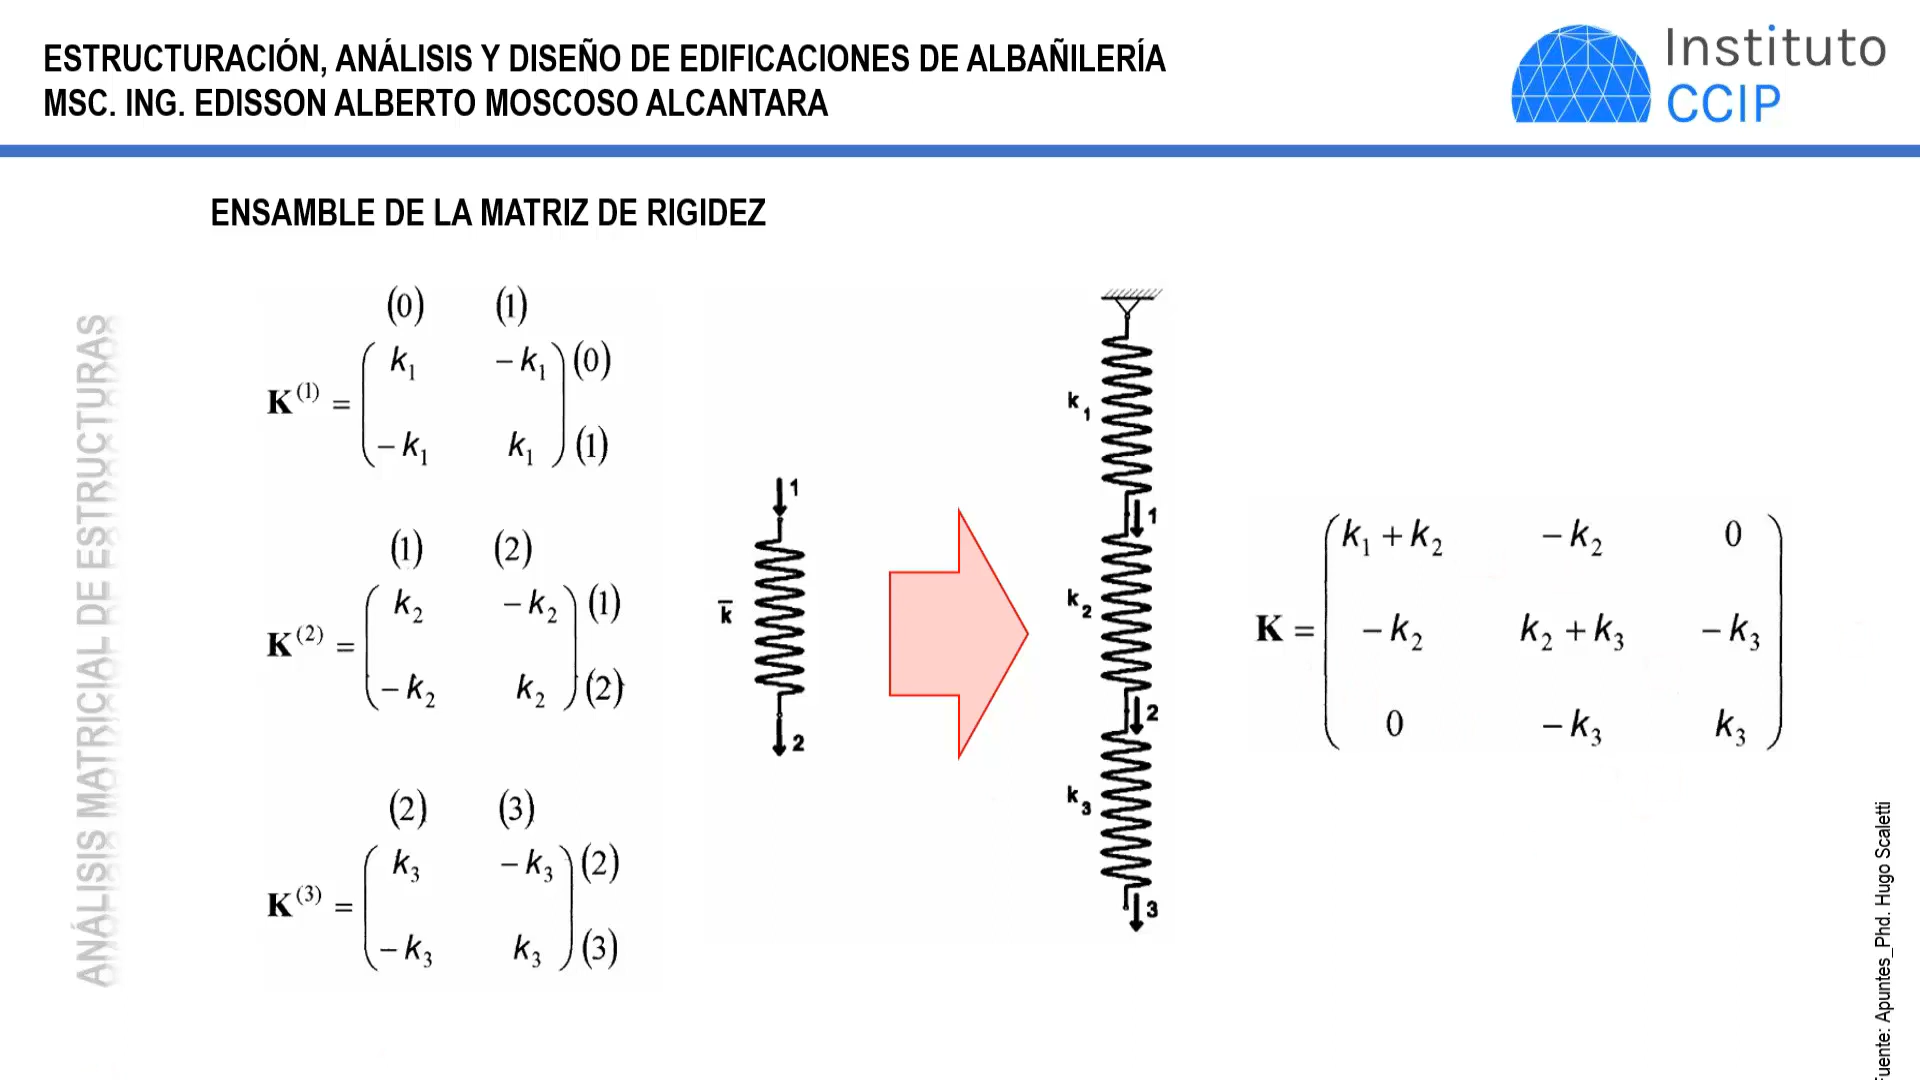 ESTRUCTURACIÓN, ANÁLISIS Y DISEÑO DE EDIFICACIONES DE ALBAÑILERÍA
MSC. ING. EDISSON ALBERTO MOSCOSO ALCANTARA
Instituto
CCIP
ENSAMBLE DE LA MATRIZ DE RIGIDEZ
ANÁLISIS MATRICIAL DE ESTRUCTURAS
(0) (1)
K⁽¹⁾ = ( k₁ −k₁ ) (0)
( −k₁ k₁ ) (1)
(1) (2)
K⁽²⁾ = ( k₂ −k₂ ) (1)
( −k₂ k₂ ) (2)
(2) (3)
K⁽³⁾ = ( k₃ −k₃ ) (2)
( −k₃ k₃ ) (3)
1
k̅
2
k₁
1
k₂
2
k₃
3
K = ( k₁ + k₂ −k₂ 0 )
( −k₂ k₂ + k₃ −k₃ )
( 0 −k₃ k₃ )
uente: Apuntes_Phd. Hugo Scaletti